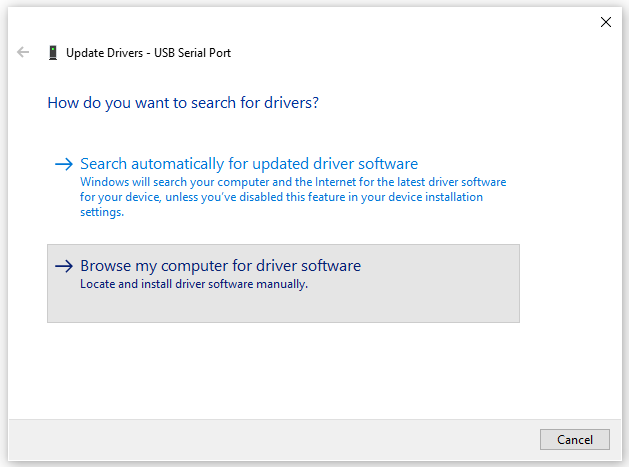 Update Drivers - USB Serial Port
How do you want to search for drivers?
Search automatically for updated driver software
Windows will search your computer and the Internet for the latest driver software
for your device, unless you've disabled this feature in your device installation
settings.
Browse my computer for driver software
Locate and install driver software manually.
Cancel